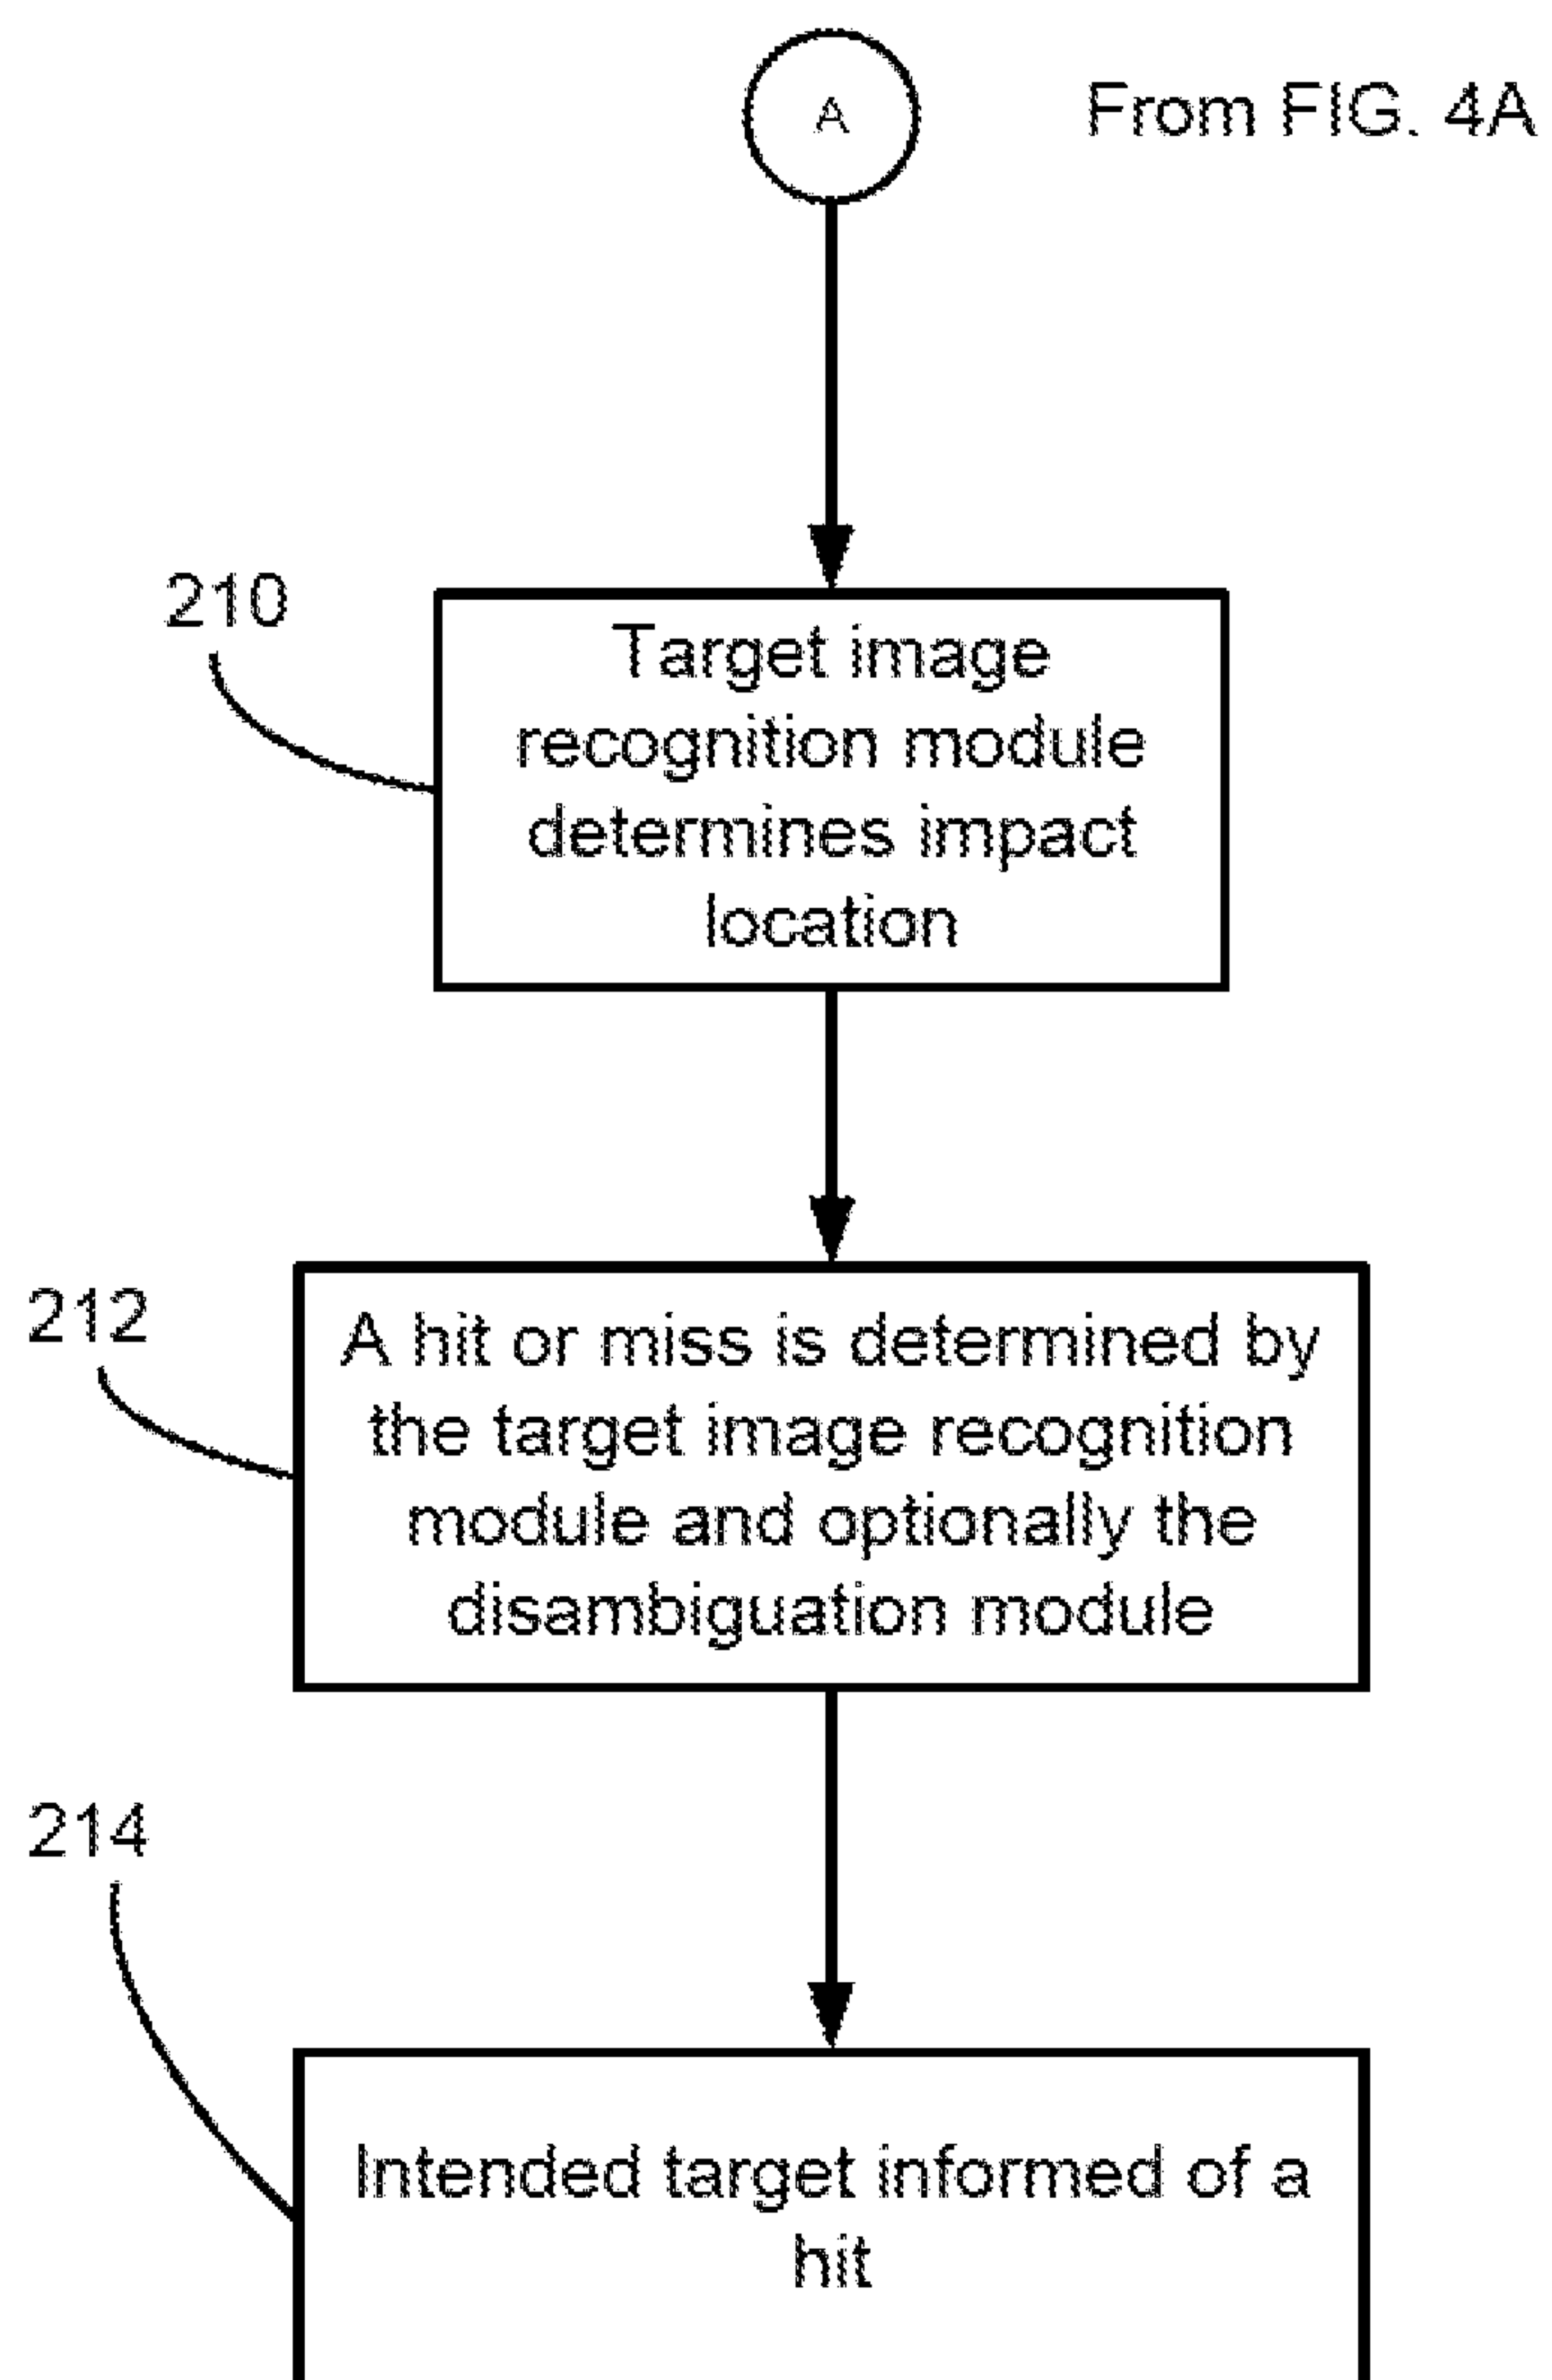 A
From FIG. 4A
210
Target image
recognition module
determines impact
location
212
A hit or miss is determined by
the target image recognition
module and optionally the
disambiguation module
214
Intended target informed of a
hit